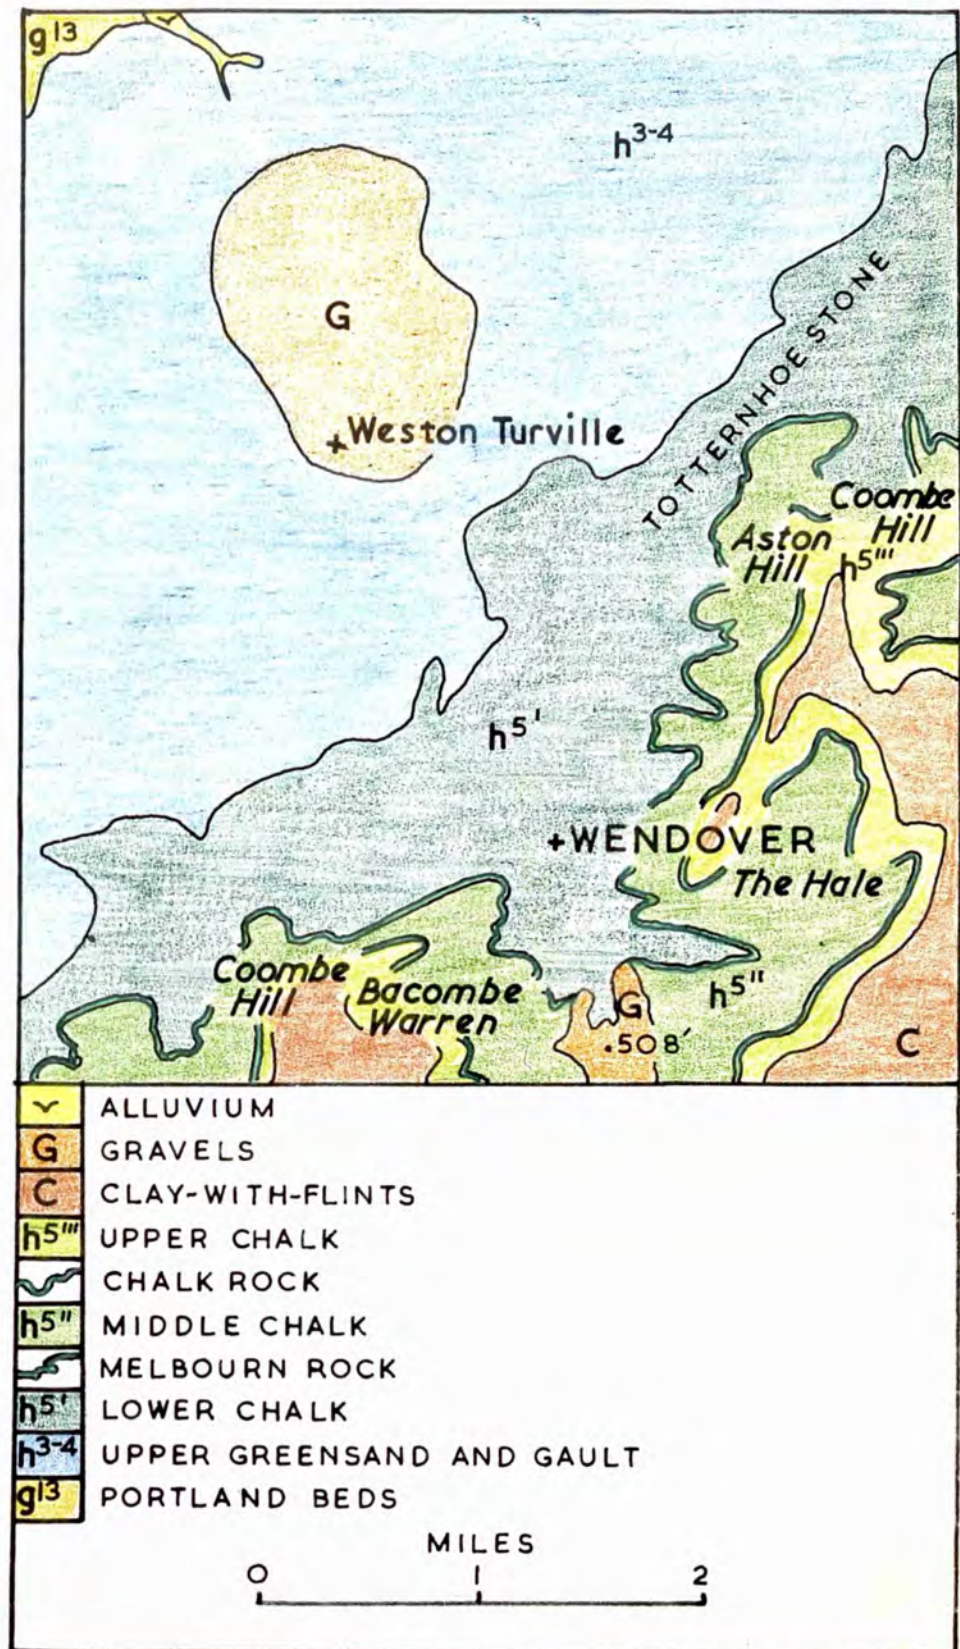 g¹³
h³⁻⁴
G
TOTTERNHOE STONE
Weston Turville
Coombe
Hill
Aston
Hill
h⁵'''
h⁵'
WENDOVER
The Hale
Coombe
Hill
Bacombe
Warren
h⁵''
G
.508'
C
ALLUVIUM
G GRAVELS
C CLAY-WITH-FLINTS
h⁵''' UPPER CHALK
CHALK ROCK
h⁵'' MIDDLE CHALK
MELBOURN ROCK
h⁵' LOWER CHALK
h³⁻⁴ UPPER GREENSAND AND GAULT
g¹³ PORTLAND BEDS
MILES
0 1 2